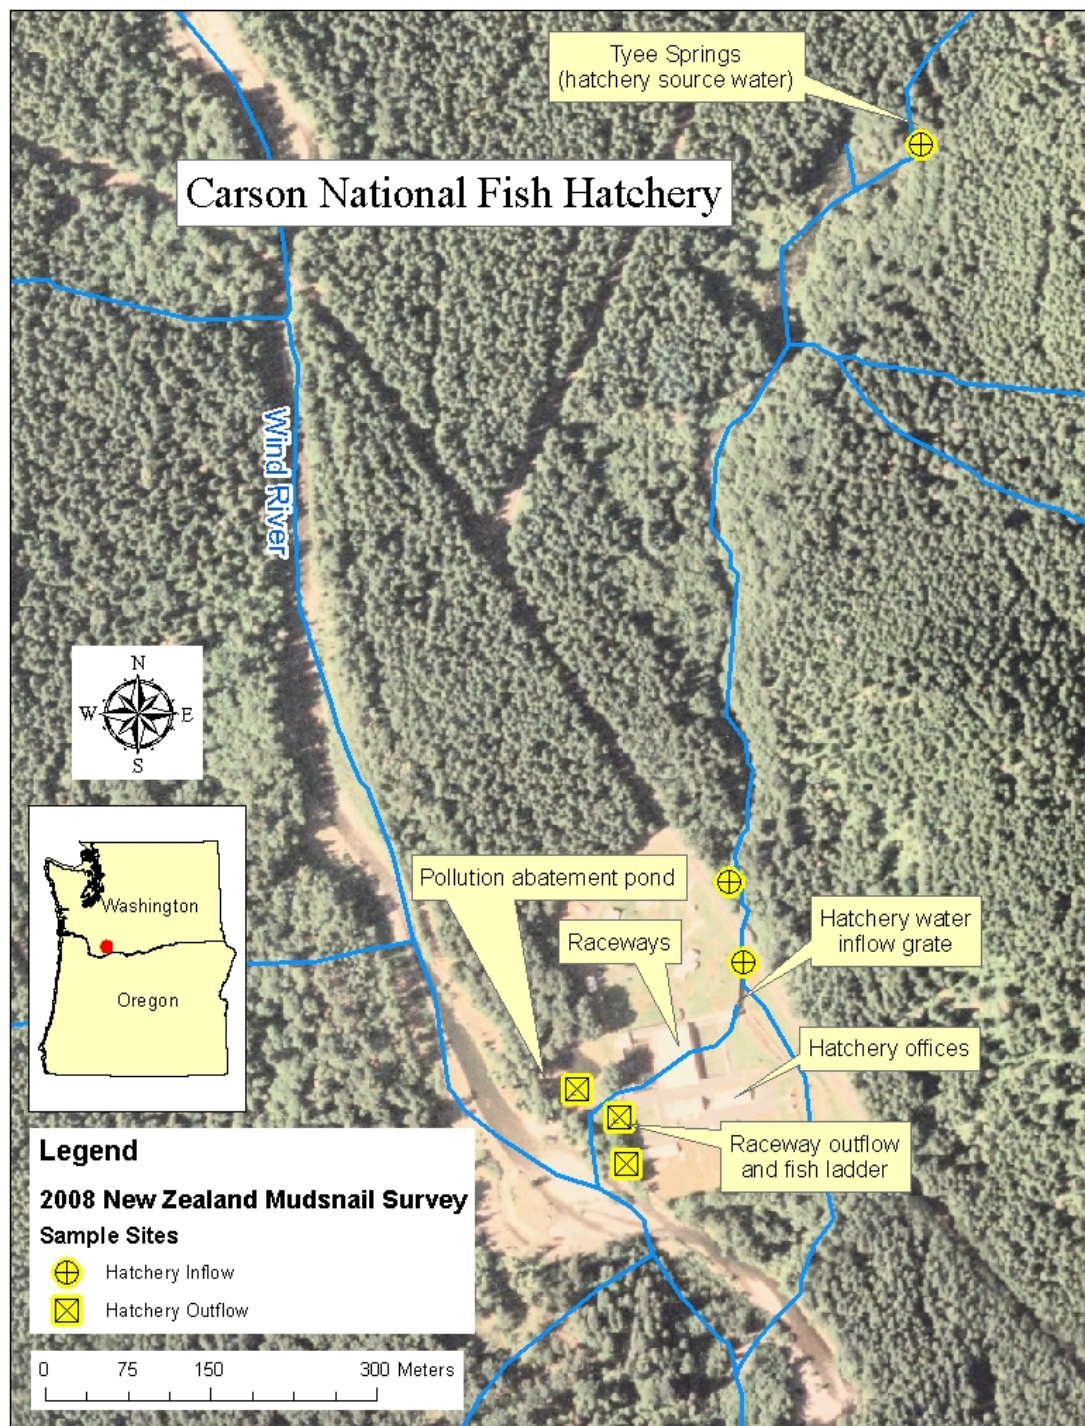 Tyee Springs
(hatchery source water)
Carson National Fish Hatchery
Wind River
N
W E
S
Washington
Oregon
Pollution abatement pond
Raceways
Hatchery water
inflow grate
Hatchery offices
Raceway outflow
and fish ladder
Legend
2008 New Zealand Mudsnail Survey
Sample Sites
Hatchery Inflow
Hatchery Outflow
0 75 150 300 Meters